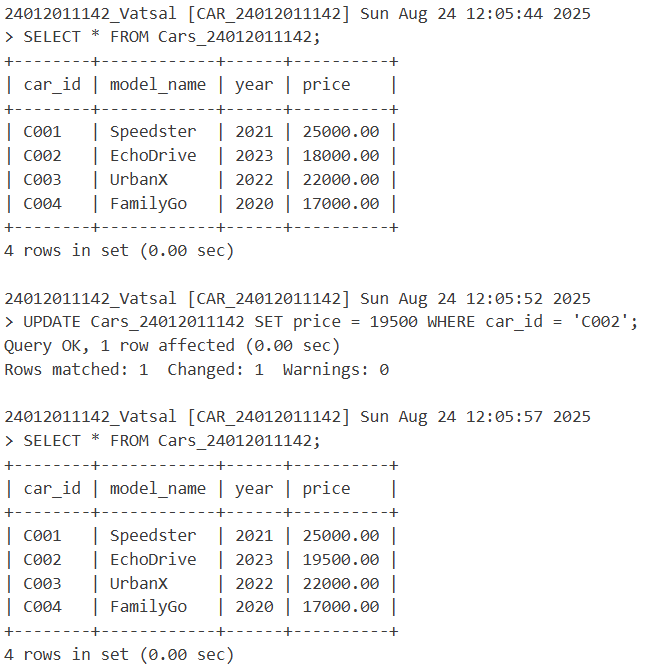 24012011142_Vatsal [CAR_24012011142] Sun Aug 24 12:05:44 2025
> SELECT * FROM Cars_24012011142;
+--------+------------+------+----------+
| car_id | model_name | year | price    |
+--------+------------+------+----------+
| C001   | Speedster  | 2021 | 25000.00 |
| C002   | EchoDrive  | 2023 | 18000.00 |
| C003   | UrbanX     | 2022 | 22000.00 |
| C004   | FamilyGo   | 2020 | 17000.00 |
+--------+------------+------+----------+
4 rows in set (0.00 sec)

24012011142_Vatsal [CAR_24012011142] Sun Aug 24 12:05:52 2025
> UPDATE Cars_24012011142 SET price = 19500 WHERE car_id = 'C002';
Query OK, 1 row affected (0.00 sec)
Rows matched: 1  Changed: 1  Warnings: 0

24012011142_Vatsal [CAR_24012011142] Sun Aug 24 12:05:57 2025
> SELECT * FROM Cars_24012011142;
+--------+------------+------+----------+
| car_id | model_name | year | price    |
+--------+------------+------+----------+
| C001   | Speedster  | 2021 | 25000.00 |
| C002   | EchoDrive  | 2023 | 19500.00 |
| C003   | UrbanX     | 2022 | 22000.00 |
| C004   | FamilyGo   | 2020 | 17000.00 |
+--------+------------+------+----------+
4 rows in set (0.00 sec)